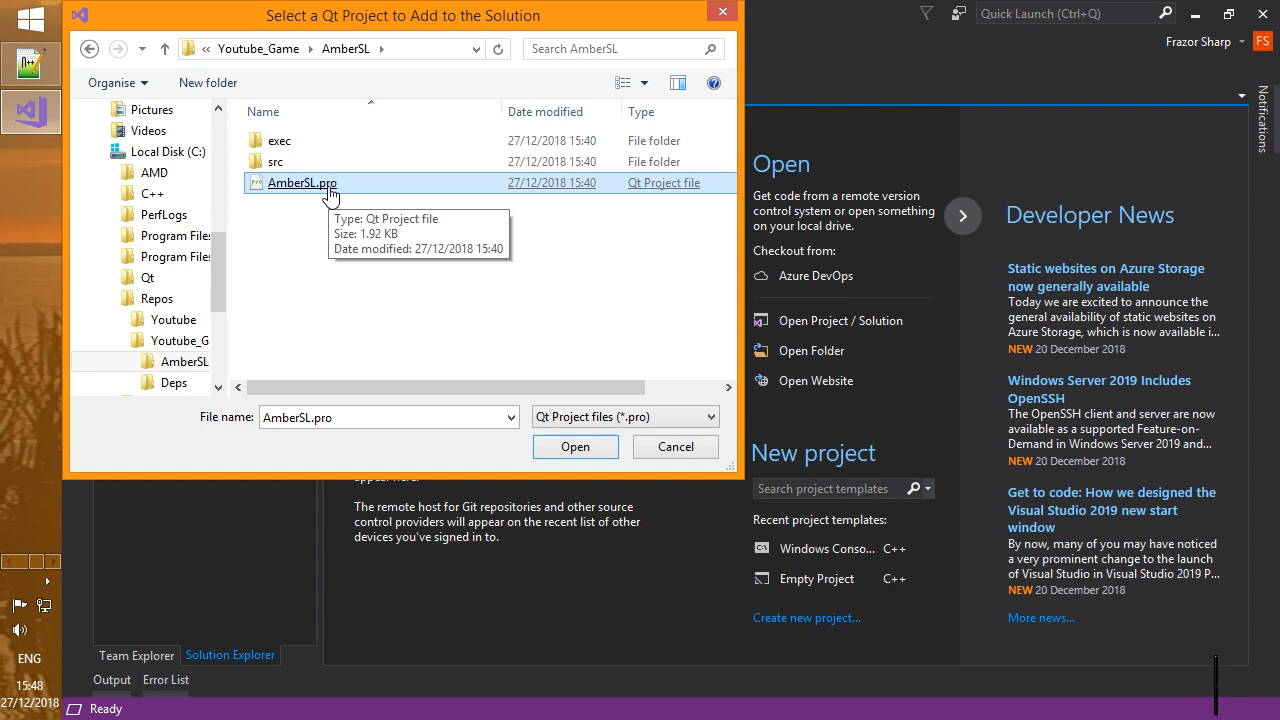 Select a Qt Project to Add to the Solution
Quick Launch (Ctrl+Q)
Frazor Sharp
FS
Notifications
« Youtube_Game AmberSL
Search AmberSL
Organise
New folder
Name
Date modified
Type
Pictures
Videos
Local Disk (C:)
AMD
C++
PerfLogs
Program Files
Program Files
Qt
Repos
Youtube
Youtube_G
AmberSL
Deps
exec 27/12/2018 15:40 File folder
src 27/12/2018 15:40 File folder
AmberSL.pro 27/12/2018 15:40 Qt Project file
Type: Qt Project file
Size: 1.92 KB
Date modified: 27/12/2018 15:40
File name: AmberSL.pro
Qt Project files (*.pro)
Open
Cancel
The remote host for Git repositories and other source
control providers will appear on the recent list of other
devices you've signed in to.
Open
Get code from a remote version
control system or open something
on your local drive.
Checkout from:
Azure DevOps
Open Project / Solution
Open Folder
Open Website
New project
Search project templates
Recent project templates:
Windows Conso... C++
Empty Project C++
Create new project...
Developer News
Static websites on Azure Storage
now generally available
Today we are excited to announce the
general availability of static websites on
Azure Storage, which is now available i...
NEW 20 December 2018
Windows Server 2019 Includes
OpenSSH
The OpenSSH client and server are now
available as a supported Feature-on-
Demand in Windows Server 2019 and...
NEW 20 December 2018
Get to code: How we designed the
Visual Studio 2019 new start
window
By now, many of you may have noticed
a very prominent change to the launch
of Visual Studio in Visual Studio 2019 P...
NEW 20 December 2018
More news...
Team Explorer
Solution Explorer
Output
Error List
Ready
ENG
15:48
27/12/2018